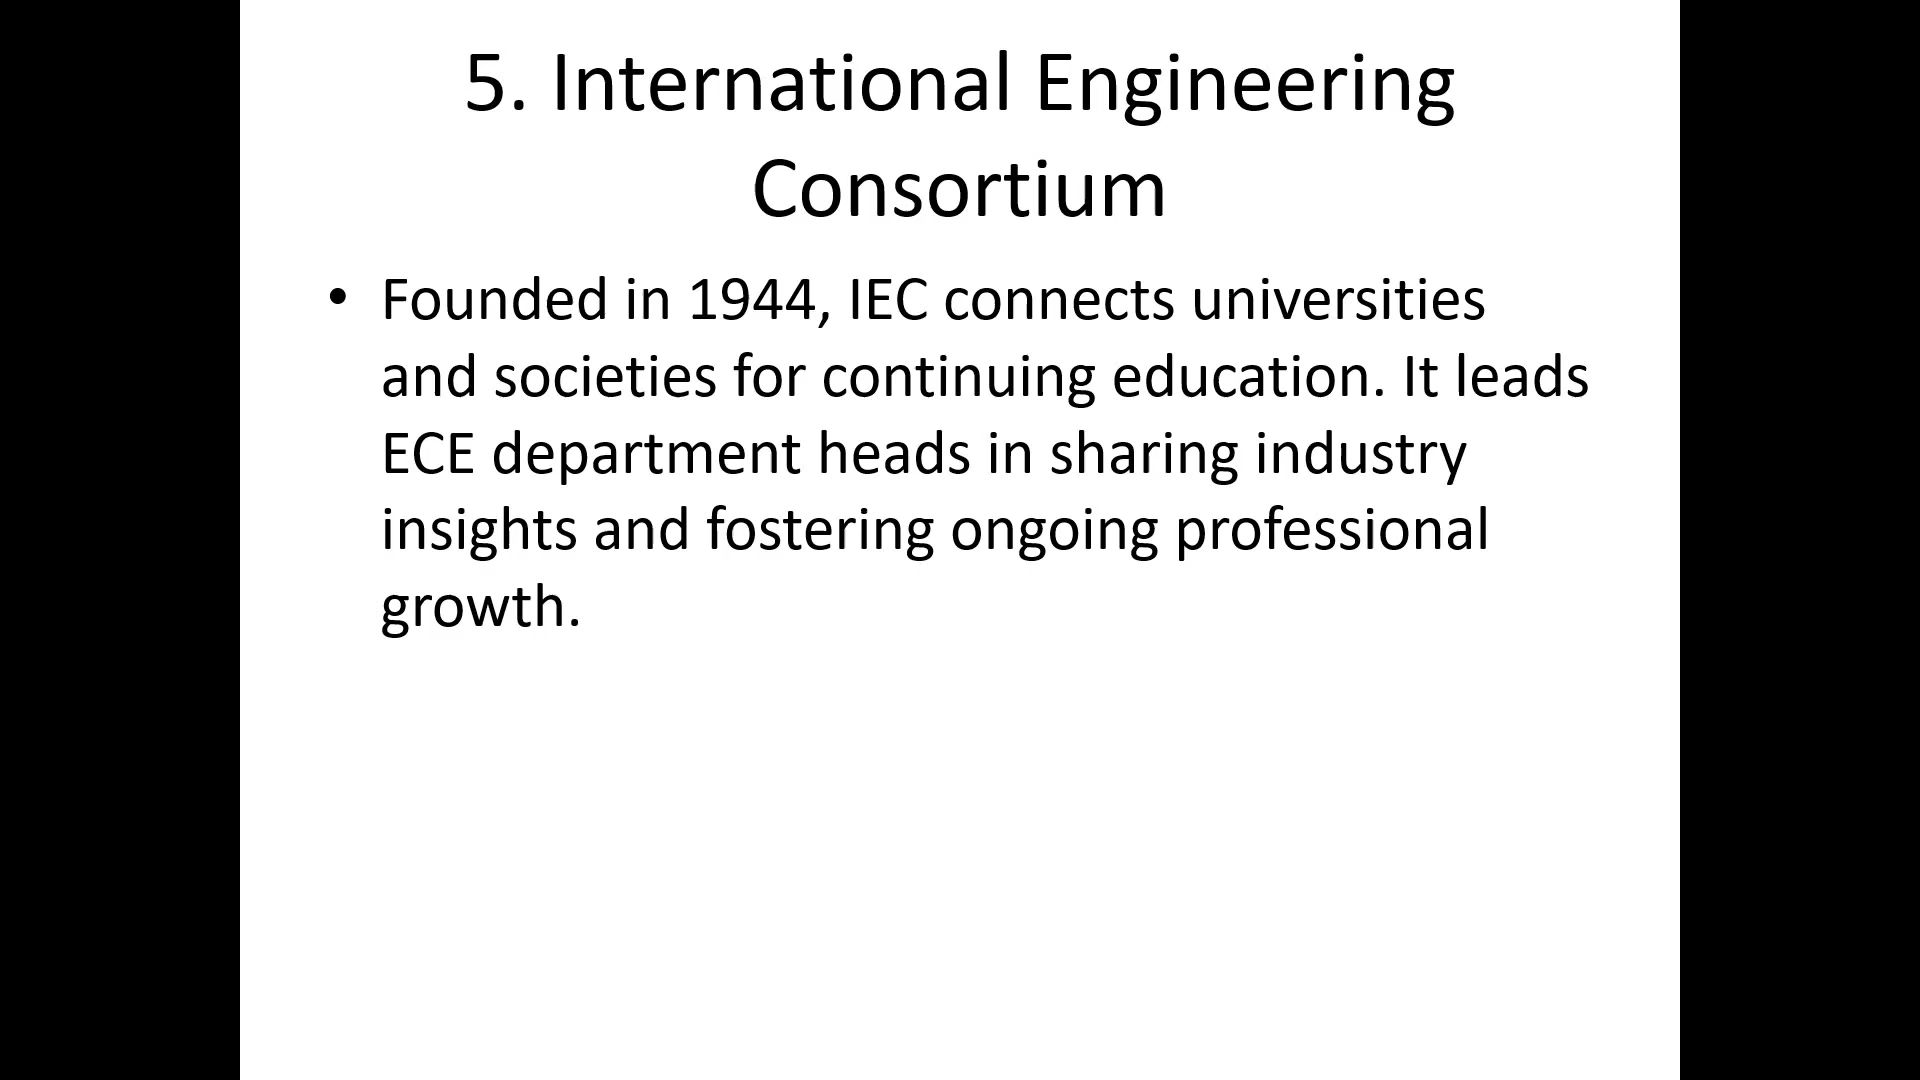 5. International Engineering
Consortium
• Founded in 1944, IEC connects universities
and societies for continuing education. It leads
ECE department heads in sharing industry
insights and fostering ongoing professional
growth.